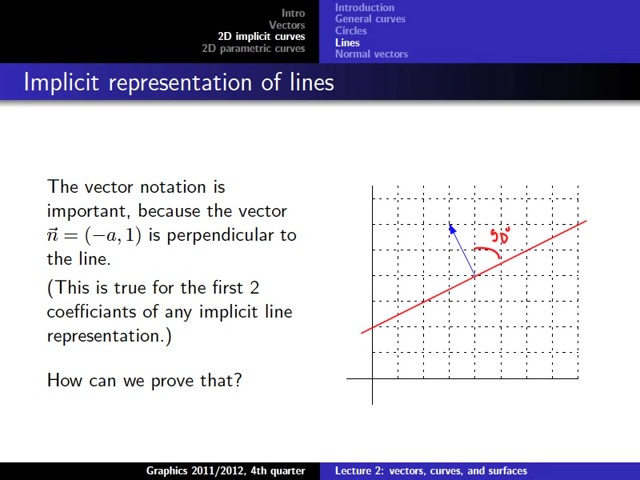 Intro
Vectors
2D implicit curves
2D parametric curves
Introduction
General curves
Circles
Lines
Normal vectors
Implicit representation of lines
The vector notation is
important, because the vector
n⃗ = (−a, 1) is perpendicular to
the line.
(This is true for the first 2
coefficiants of any implicit line
representation.)
How can we prove that?
90°
Graphics 2011/2012, 4th quarter
Lecture 2: vectors, curves, and surfaces